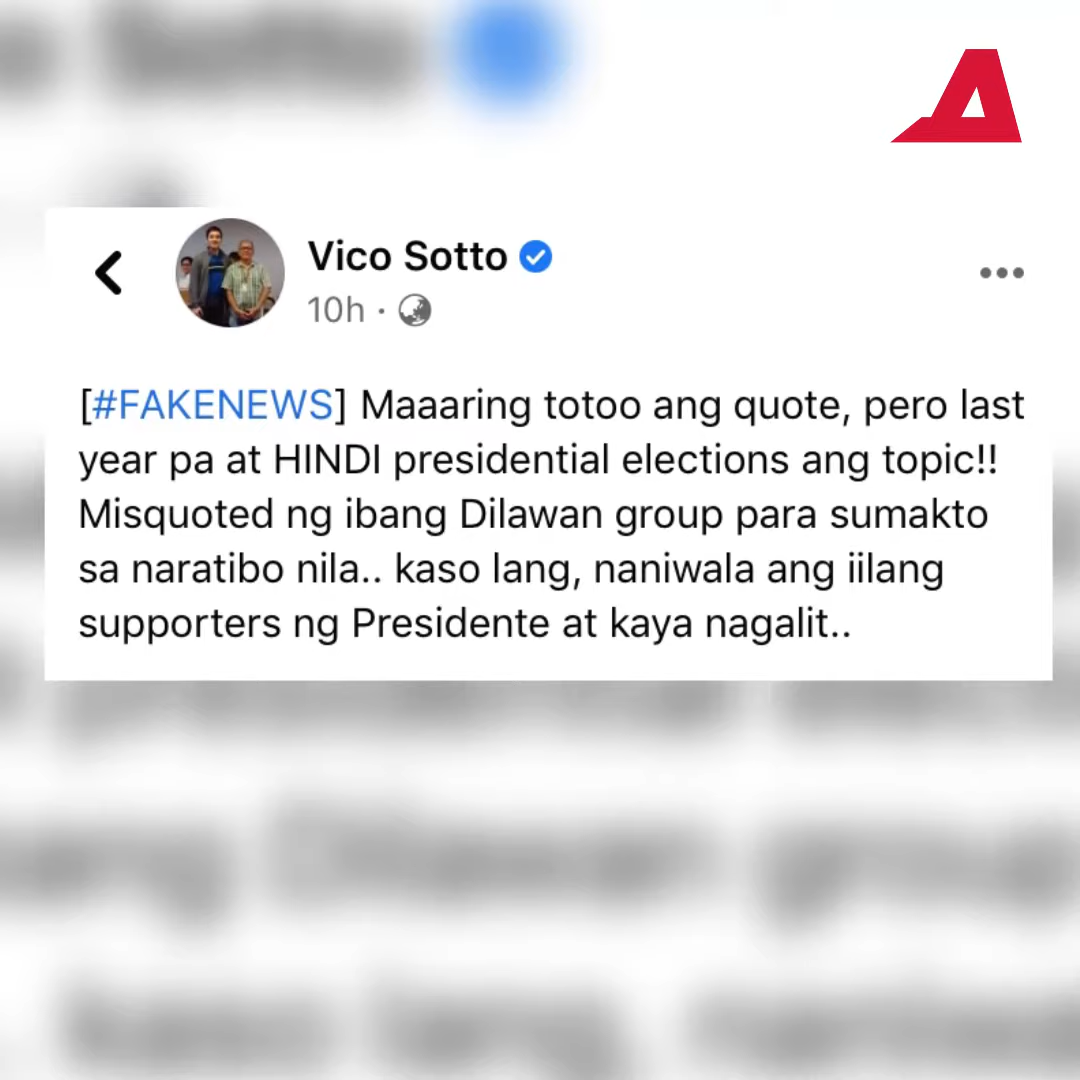 Vico Sotto
10h ·
[#FAKENEWS] Maaaring totoo ang quote, pero last
year pa at HINDI presidential elections ang topic!!
Misquoted ng ibang Dilawan group para sumakto
sa naratibo nila.. kaso lang, naniwala ang iilang
supporters ng Presidente at kaya nagalit..